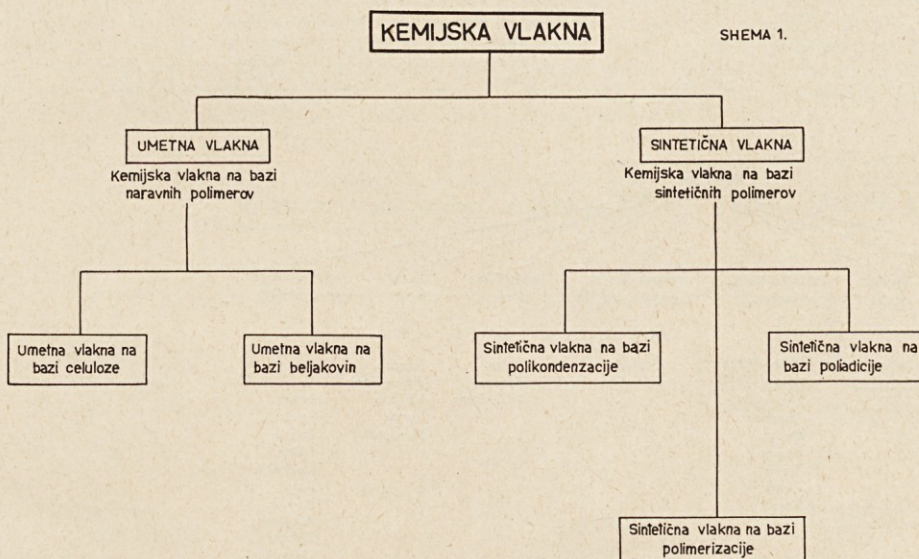 KEMIJSKA VLAKNA
SHEMA 1.
UMETNA VLAKNA
Kemijska vlakna na bazi
naravnih polimerov
SINTETIČNA VLAKNA
Kemijska vlakna na bazi
sintetičnih polimerov
Umetna vlakna na
bazi celuloze
Umetna vlakna na
bazi beljakovin
Sintetična vlakna na bazi
polikondenzacije
Sintetična vlakna na
bazi poliadicije
Sintetična vlakna na bazi
polimerizacije